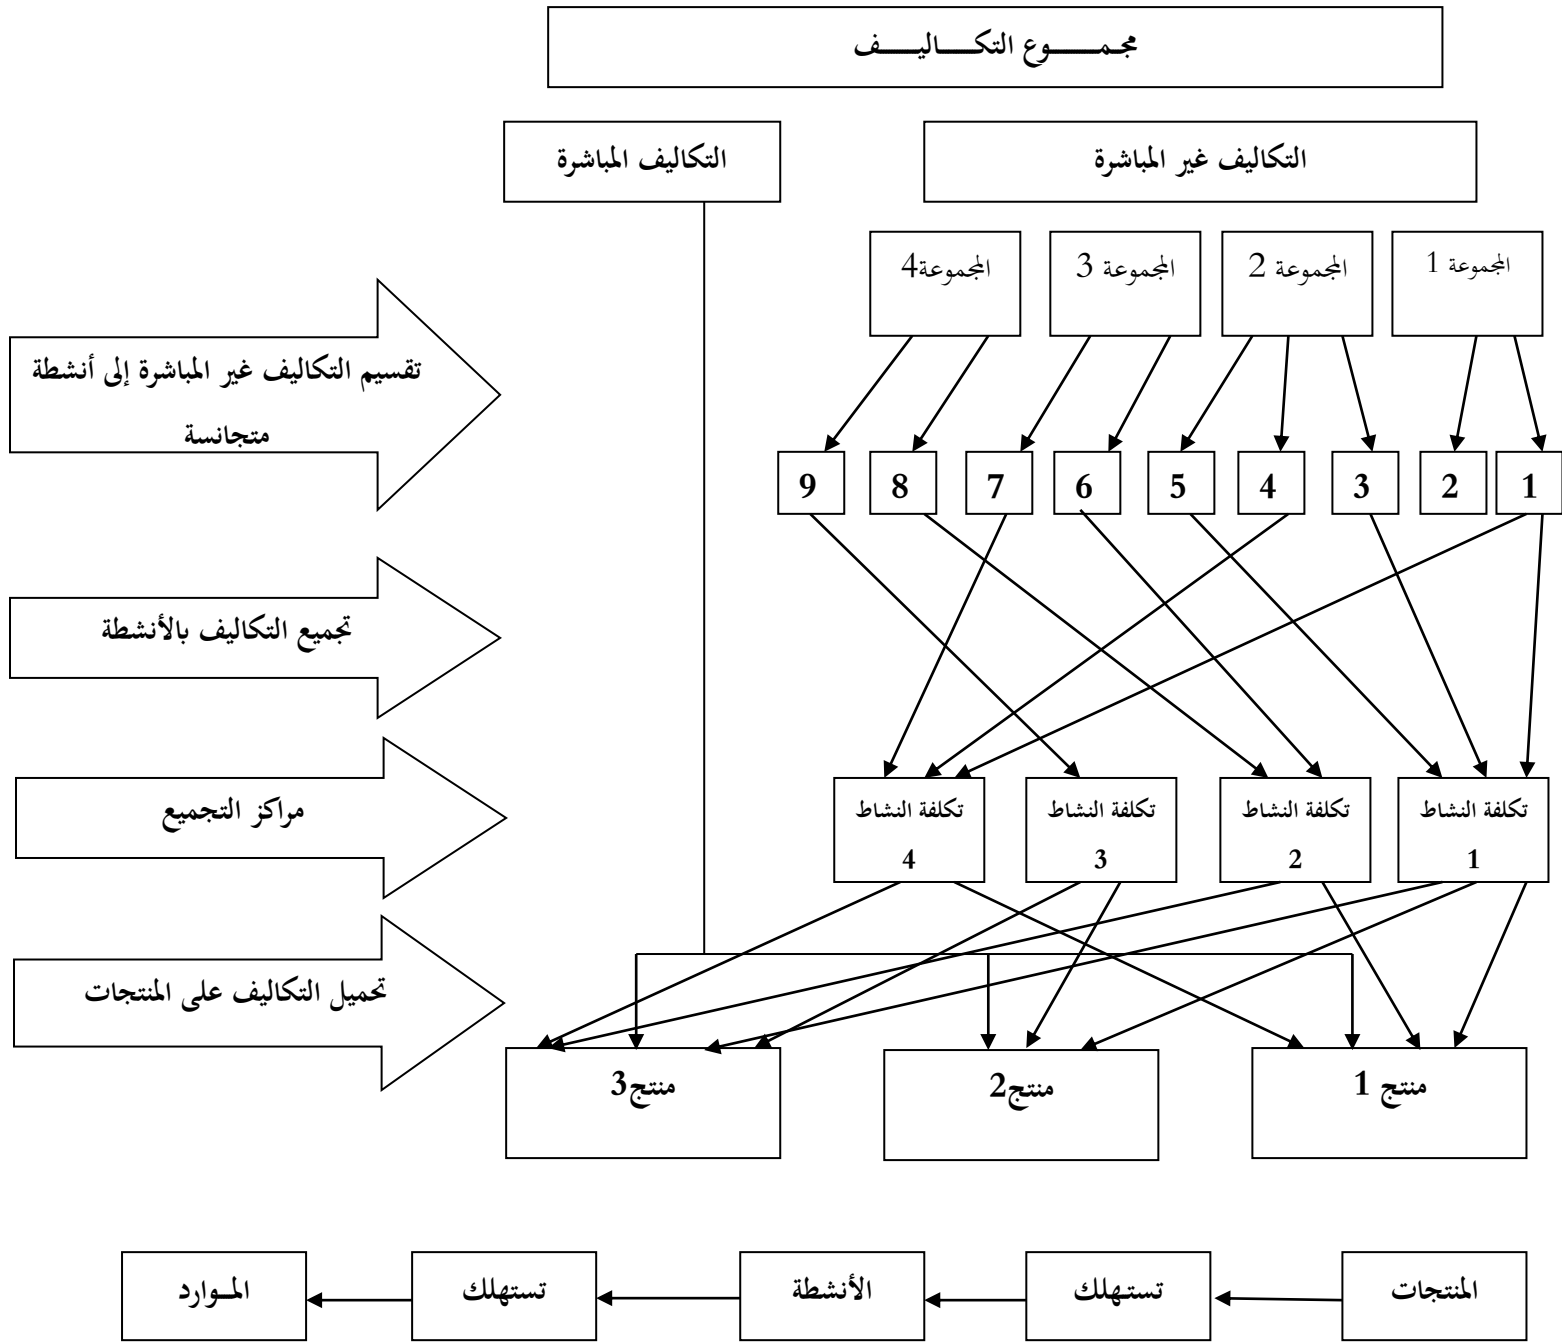 مجمـــــــوع التكـــــاليـــــف
التكاليف غير المباشرة
التكاليف المباشرة
المجموعة 1
المجموعة 2
المجموعة 3
المجموعة4
تقسيم التكاليف غير المباشرة إلى أنشطة
متجانسة
1
2
3
4
5
6
7
8
9
تجميع التكاليف بالأنشطة
مراكز التجميع
تكلفة النشاط
1
تكلفة النشاط
2
تكلفة النشاط
3
تكلفة النشاط
4
تحميل التكاليف على المنتجات
منتج 1
منتج2
منتج3
المنتجات
تستهلك
الأنشطة
تستهلك
المــوارد